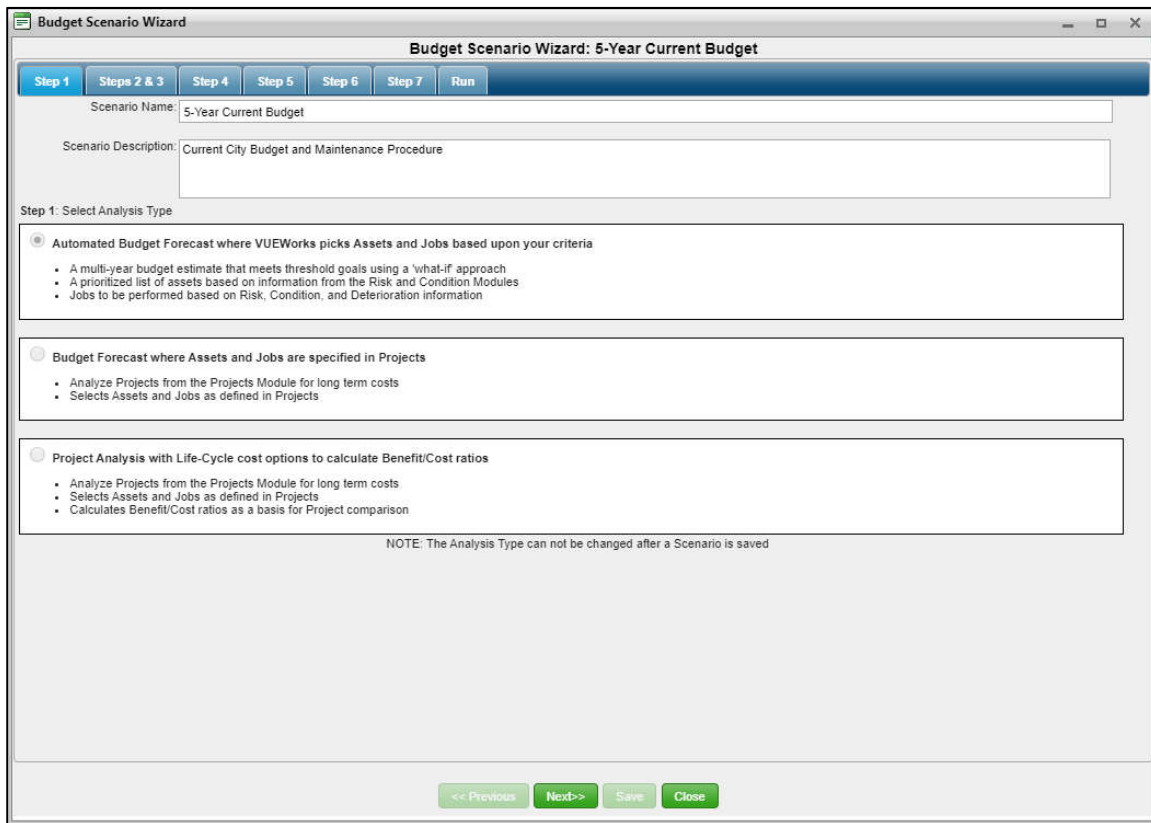 Budget Scenario Wizard
Budget Scenario Wizard: 5-Year Current Budget
Step 1 Steps 2 & 3 Step 4 Step 5 Step 6 Step 7 Run
Scenario Name: 5-Year Current Budget
Scenario Description: Current City Budget and Maintenance Procedure
Step 1: Select Analysis Type
Automated Budget Forecast where VUEWorks picks Assets and Jobs based upon your criteria
• A multi-year budget estimate that meets threshold goals using a 'what-if' approach
• A prioritized list of assets based on information from the Risk and Condition Modules
• Jobs to be performed based on Risk, Condition, and Deterioration information
Budget Forecast where Assets and Jobs are specified in Projects
• Analyze Projects from the Projects Module for long term costs
• Selects Assets and Jobs as defined in Projects
Project Analysis with Life-Cycle cost options to calculate Benefit/Cost ratios
• Analyze Projects from the Projects Module for long term costs
• Selects Assets and Jobs as defined in Projects
• Calculates Benefit/Cost ratios as a basis for Project comparison
NOTE: The Analysis Type can not be changed after a Scenario is saved
<< Previous Next>> Save Close